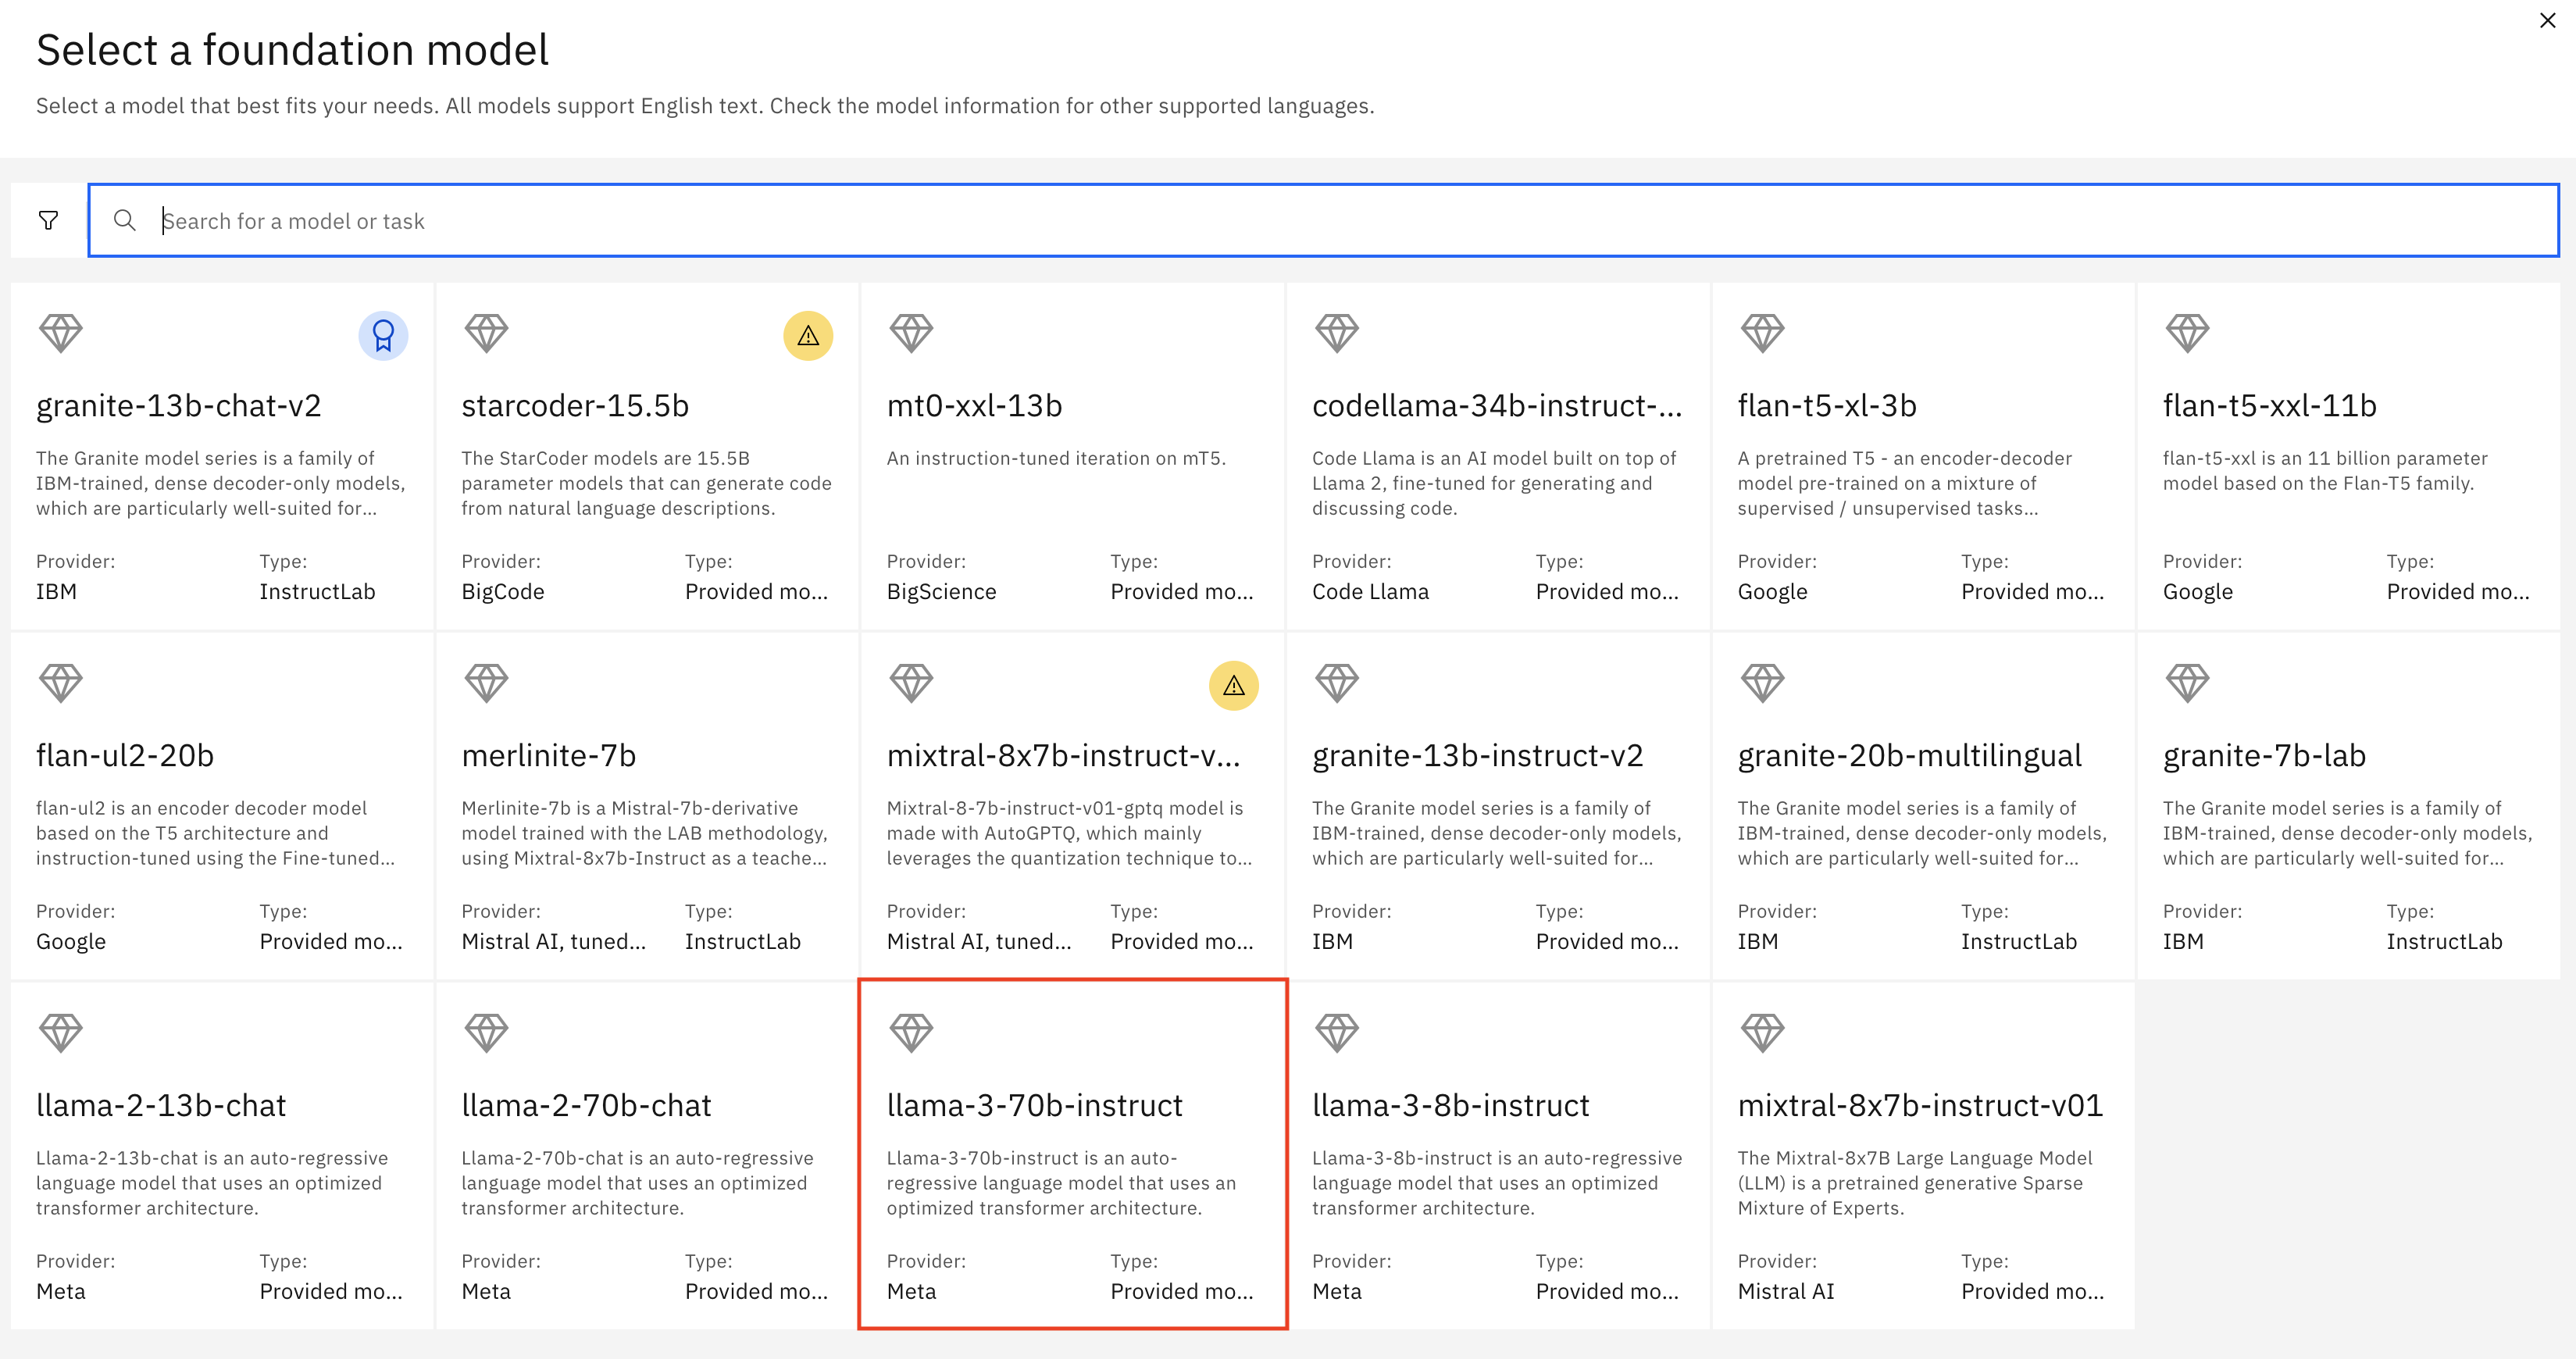 Select a foundation model
Select a model that best fits your needs. All models support English text. Check the model information for other supported languages.
Search for a model or task
granite-13b-chat-v2
The Granite model series is a family of
IBM-trained, dense decoder-only models,
which are particularly well-suited for...
Provider: Type:
IBM InstructLab
starcoder-15.5b
The StarCoder models are 15.5B
parameter models that can generate code
from natural language descriptions.
Provider: Type:
BigCode Provided mo...
mt0-xxl-13b
An instruction-tuned iteration on mT5.
Provider: Type:
BigScience Provided mo...
codellama-34b-instruct-...
Code Llama is an AI model built on top of
Llama 2, fine-tuned for generating and
discussing code.
Provider: Type:
Code Llama Provided mo...
flan-t5-xl-3b
A pretrained T5 - an encoder-decoder
model pre-trained on a mixture of
supervised / unsupervised tasks...
Provider: Type:
Google Provided mo...
flan-t5-xxl-11b
flan-t5-xxl is an 11 billion parameter
model based on the Flan-T5 family.
Provider: Type:
Google Provided mo...
flan-ul2-20b
flan-ul2 is an encoder decoder model
based on the T5 architecture and
instruction-tuned using the Fine-tuned...
Provider: Type:
Google Provided mo...
merlinite-7b
Merlinite-7b is a Mistral-7b-derivative
model trained with the LAB methodology,
using Mixtral-8x7b-Instruct as a teache...
Provider: Type:
Mistral AI, tuned... InstructLab
mixtral-8x7b-instruct-v...
Mixtral-8-7b-instruct-v01-gptq model is
made with AutoGPTQ, which mainly
leverages the quantization technique to...
Provider: Type:
Mistral AI, tuned... Provided mo...
granite-13b-instruct-v2
The Granite model series is a family of
IBM-trained, dense decoder-only models,
which are particularly well-suited for...
Provider: Type:
IBM Provided mo...
granite-20b-multilingual
The Granite model series is a family of
IBM-trained, dense decoder-only models,
which are particularly well-suited for...
Provider: Type:
IBM InstructLab
granite-7b-lab
The Granite model series is a family of
IBM-trained, dense decoder-only models,
which are particularly well-suited for...
Provider: Type:
IBM InstructLab
llama-2-13b-chat
Llama-2-13b-chat is an auto-regressive
language model that uses an optimized
transformer architecture.
Provider: Type:
Meta Provided mo...
llama-2-70b-chat
Llama-2-70b-chat is an auto-regressive
language model that uses an optimized
transformer architecture.
Provider: Type:
Meta Provided mo...
llama-3-70b-instruct
Llama-3-70b-instruct is an auto-
regressive language model that uses an
optimized transformer architecture.
Provider: Type:
Meta Provided mo...
llama-3-8b-instruct
Llama-3-8b-instruct is an auto-regressive
language model that uses an optimized
transformer architecture.
Provider: Type:
Meta Provided mo...
mixtral-8x7b-instruct-v01
The Mixtral-8x7B Large Language Model
(LLM) is a pretrained generative Sparse
Mixture of Experts.
Provider: Type:
Mistral AI Provided mo...